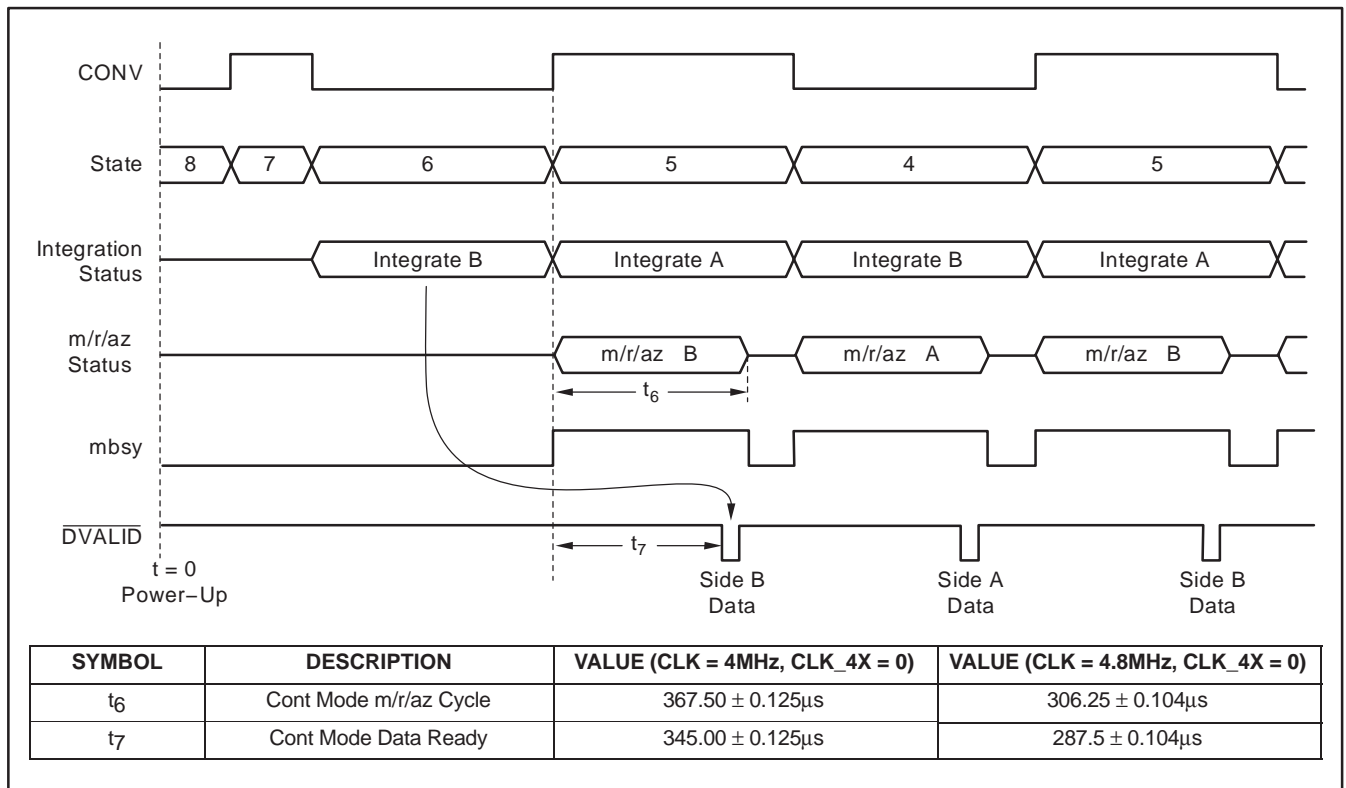 CONV
State 8 7 6 5 4 5
Integration
Status
Integrate B Integrate A Integrate B Integrate A
m/r/az
Status
m/r/az B m/r/az A m/r/az B
t6
mbsy
DVALID
t7
t = 0
Power–Up
Side B
Data
Side A
Data
Side B
Data
SYMBOL DESCRIPTION VALUE (CLK = 4MHz, CLK_4X = 0) VALUE (CLK = 4.8MHz, CLK_4X = 0)
t6 Cont Mode m/r/az Cycle 367.50 ± 0.125μs 306.25 ± 0.104μs
t7 Cont Mode Data Ready 345.00 ± 0.125μs 287.5 ± 0.104μs